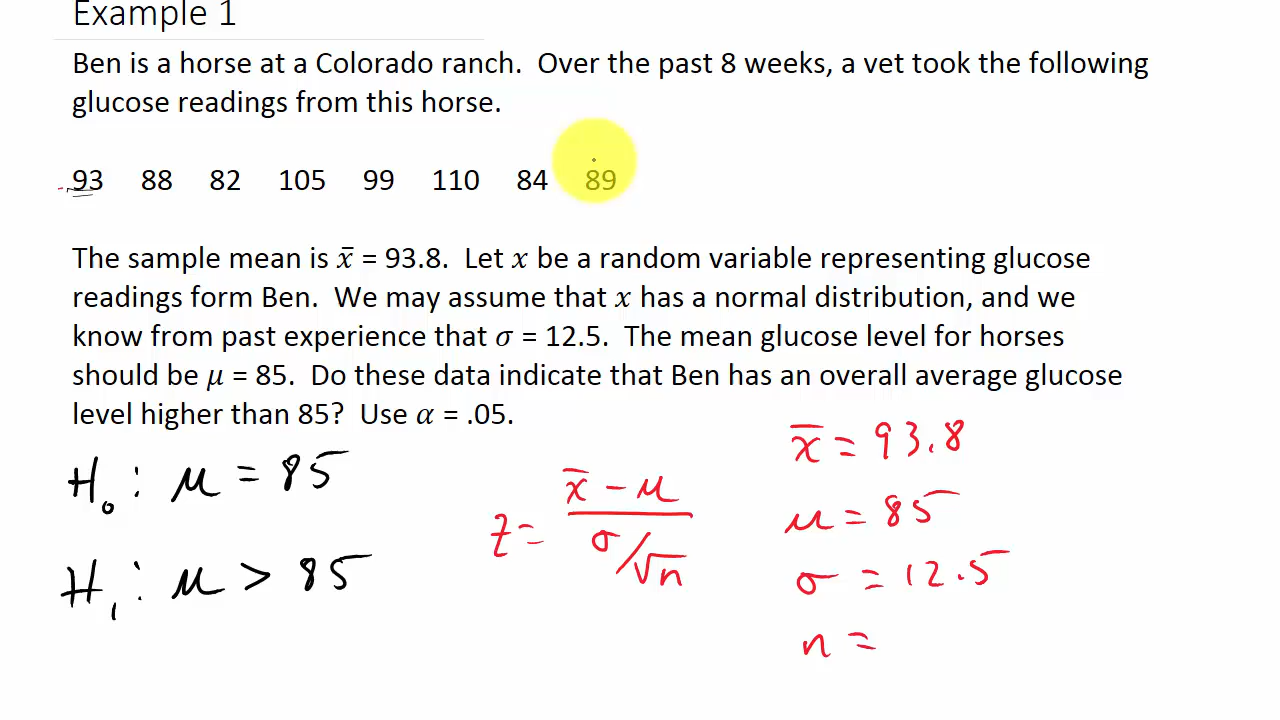 Example 1
Ben is a horse at a Colorado ranch. Over the past 8 weeks, a vet took the following
glucose readings from this horse.
93 88 82 105 99 110 84 89
The sample mean is x̄ = 93.8. Let x be a random variable representing glucose
readings form Ben. We may assume that x has a normal distribution, and we
know from past experience that σ = 12.5. The mean glucose level for horses
should be μ = 85. Do these data indicate that Ben has an overall average glucose
level higher than 85? Use α = .05.
H₀ : μ = 85
H₁ : μ > 85
z = x̄ - μ / σ/√n
x̄ = 93.8
μ = 85
σ = 12.5
n =